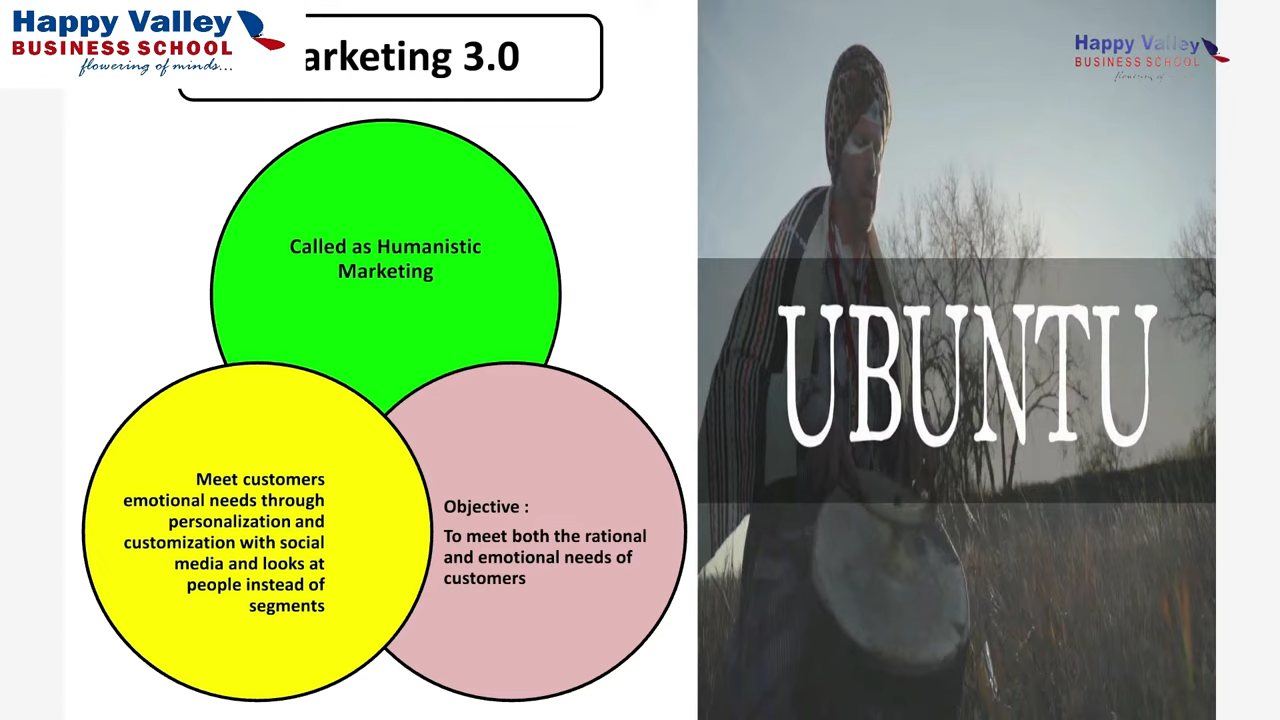 Happy Valley
BUSINESS SCHOOL
flowering of minds...
arketing 3.0
Called as Humanistic
Marketing
Meet customers
emotional needs through
personalization and
customization with social
media and looks at
people instead of
segments
Objective :
To meet both the rational
and emotional needs of
customers
Happy Valley
BUSINESS SCHOOL
UBUNTU